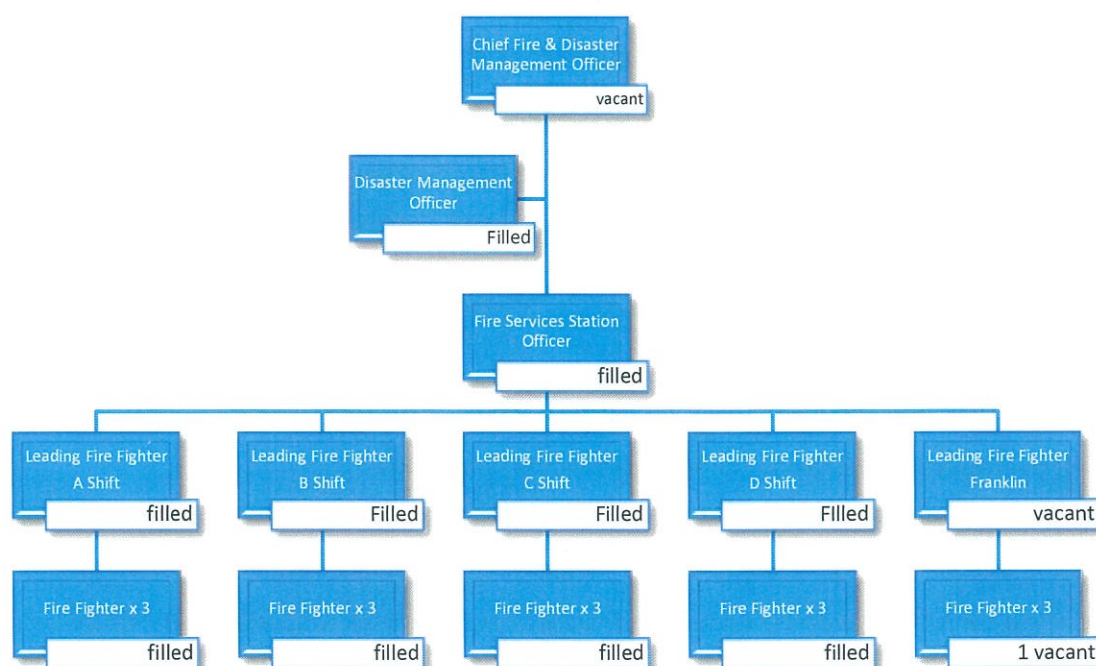 Chief Fire & Disaster
Management Officer
vacant
Disaster Management
Officer
Filled
Fire Services Station
Officer
filled
Leading Fire Fighter
A Shift
filled
Leading Fire Fighter
B Shift
Filled
Leading Fire Fighter
C Shift
Filled
Leading Fire Fighter
D Shift
FIlled
Leading Fire Fighter
Franklin
vacant
Fire Fighter x 3
filled
Fire Fighter x 3
filled
Fire Fighter x 3
filled
Fire Fighter x 3
filled
Fire Fighter x 3
1 vacant